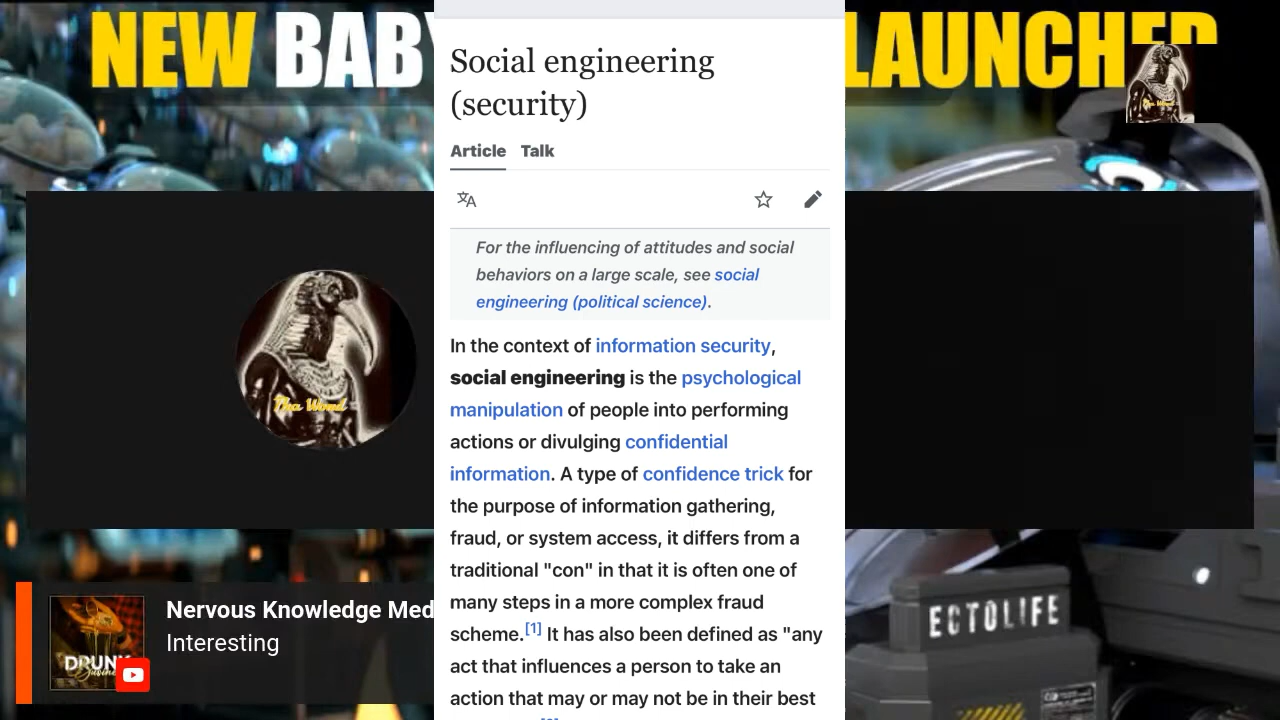 NEW BABY
LAUNCHED
Social engineering
(security)
Article Talk
For the influencing of attitudes and social
behaviors on a large scale, see social
engineering (political science).
In the context of information security,
social engineering is the psychological
manipulation of people into performing
actions or divulging confidential
information. A type of confidence trick for
the purpose of information gathering,
fraud, or system access, it differs from a
traditional "con" in that it is often one of
many steps in a more complex fraud
scheme.[1] It has also been defined as "any
act that influences a person to take an
action that may or may not be in their best
Tha Word
Nervous Knowledge Med
Interesting
DRUNK
ECTOLIFE